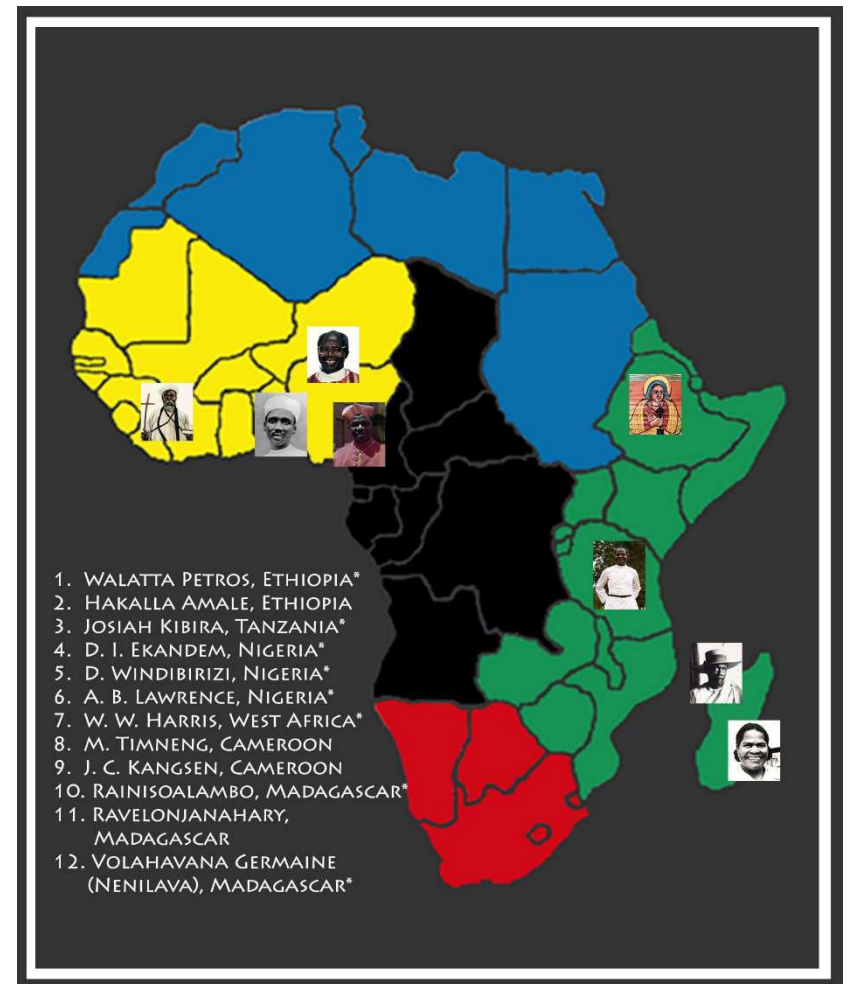 1. Walatta Petros, Ethiopia*
2. Hakalla Amale, Ethiopia
3. Josiah Kibira, Tanzania*
4. D. I. Ekandem, Nigeria*
5. D. Windibirizi, Nigeria*
6. A. B. Lawrence, Nigeria*
7. W. W. Harris, West Africa*
8. M. Timneng, Cameroon
9. J. C. Kangsen, Cameroon
10. Rainisoalambo, Madagascar*
11. Ravelonjanahary,
Madagascar
12. Volahavana Germaine
(Nenilava), Madagascar*